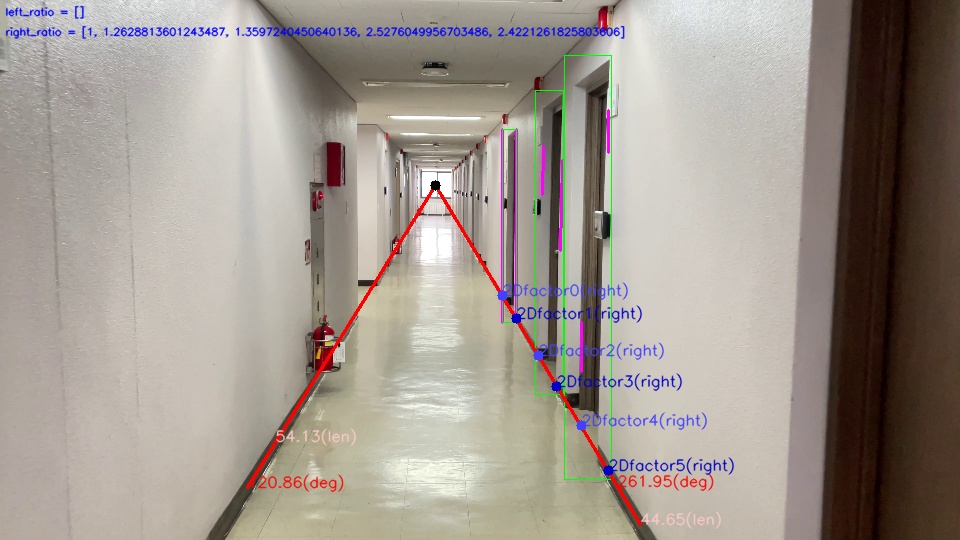 left_ratio = []
right_ratio = [1, 1.2628813601243487, 1.3597240450640136, 2.5276049956703486, 2.4221261825803606]
2Dfactor0(right)
2Dfactor1(right)
2Dfactor2(right)
2Dfactor3(right)
2Dfactor4(right)
54.13(len)
2Dfactor5(right)
20.86(deg)
261.95(deg)
44.65(len)